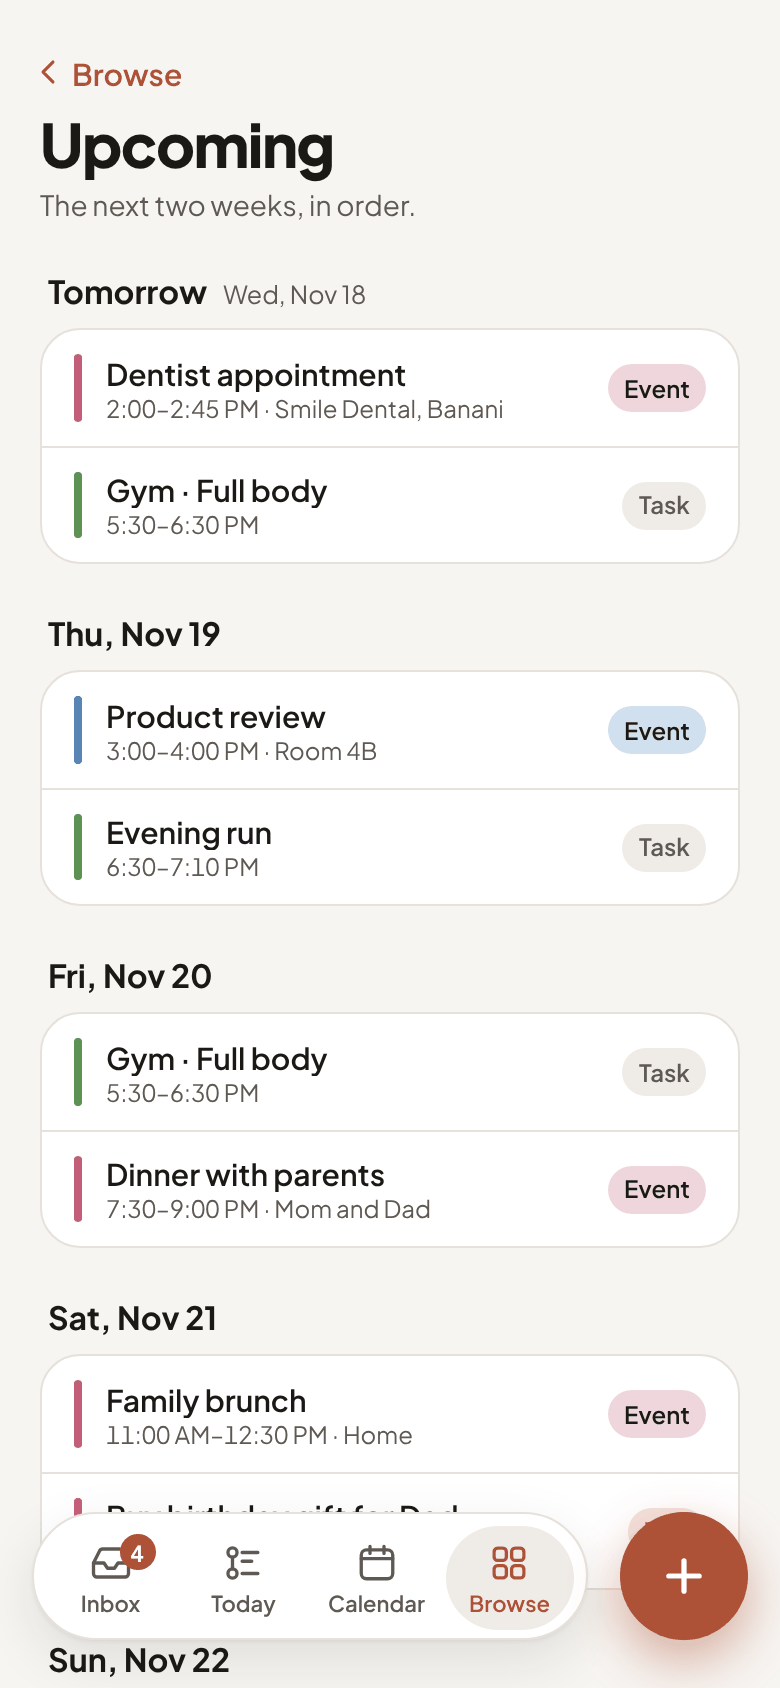 Browse
Upcoming
The next two weeks, in order.
Tomorrow Wed, Nov 18
Dentist appointment
Event
2:00–2:45 PM · Smile Dental, Banani
Gym · Full body
Task
5:30–6:30 PM
Thu, Nov 19
Product review
Event
3:00–4:00 PM · Room 4B
Evening run
Task
6:30–7:10 PM
Fri, Nov 20
Gym · Full body
Task
5:30–6:30 PM
Dinner with parents
Event
7:30–9:00 PM · Mom and Dad
Sat, Nov 21
Family brunch
Event
11:00 AM–12:30 PM · Home
Buy birthday gift for Dad
4
Inbox
Today
Calendar
Browse
Sun, Nov 22